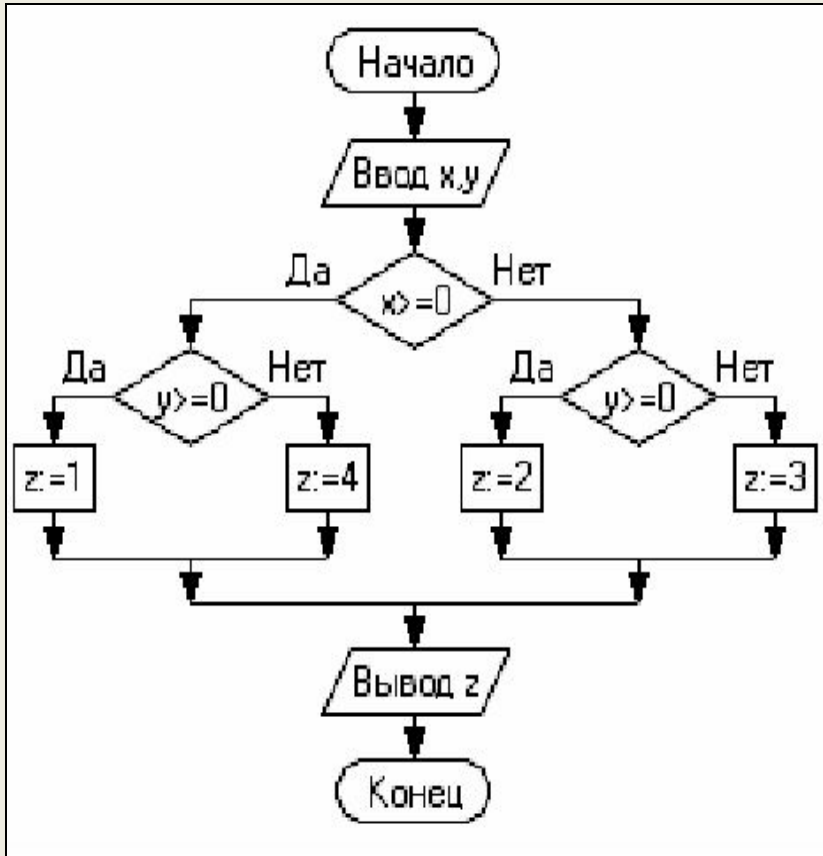 Начало
Ввод x,y
Да
Нет
x>=0
Да
Нет
Да
Нет
y>=0
y>=0
z:=1
z:=4
z:=2
z:=3
Вывод z
Конец